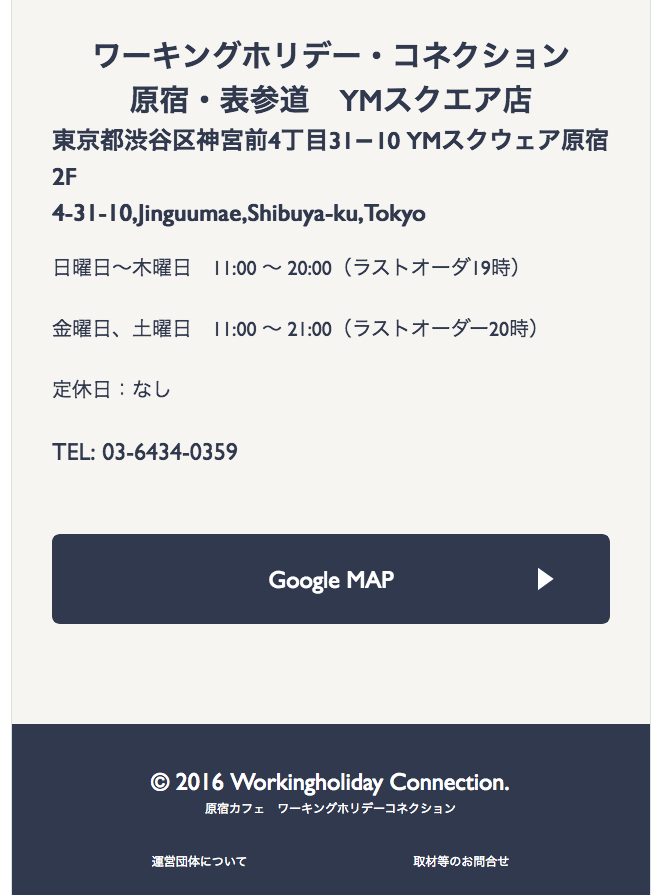 ワーキングホリデー・コネクション
原宿・表参道　YMスクエア店
東京都渋谷区神宮前4丁目31−10 YMスクウェア原宿
2F
4-31-10,Jinguumae,Shibuya-ku,Tokyo
日曜日〜木曜日　11:00 〜 20:00（ラストオーダ19時）
金曜日、土曜日　11:00 〜 21:00（ラストオーダー20時）
定休日：なし
TEL: 03-6434-0359
Google MAP
© 2016 Workingholiday Connection.
原宿カフェ　ワーキングホリデーコネクション
運営団体について　取材等のお問合せ